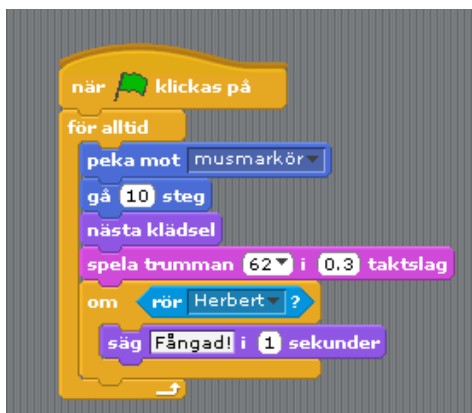 när klickas på
för alltid
peka mot musmarkör
gå 10 steg
nästa klädsel
spela trumman 62 i 0.3 taktslag
om rör Herbert ?
säg Fångad! i 1 sekunder